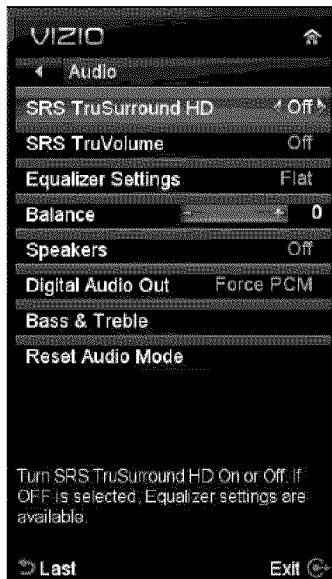 VIZIO
Audio
SRS TruSurround HD Off
SRS TruVolume Off
Equalizer Settings Flat
Balance - + 0
Speakers Off
Digital Audio Out Force PCM
Bass & Treble
Reset Audio Mode
Turn SRS TruSurround HD On or Off. If
OFF is selected, Equalizer settings are
available.
Last Exit